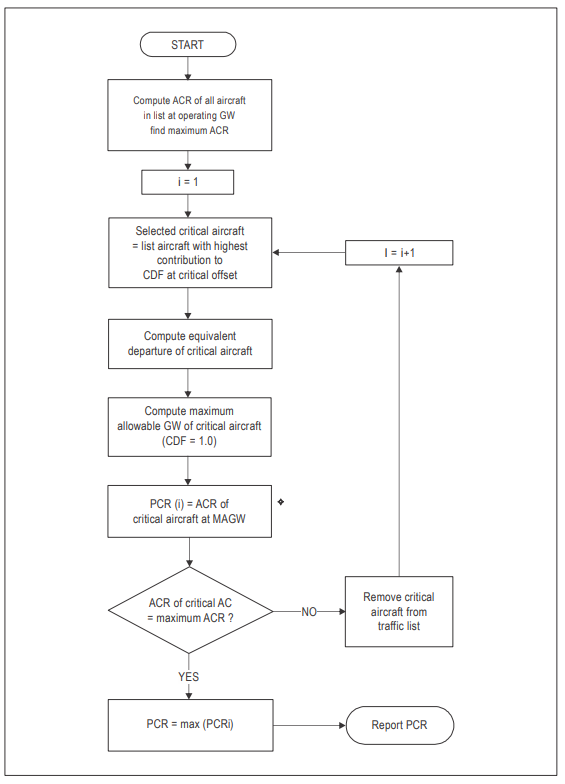 START
Compute ACR of all aircraft
in list at operating GW
find maximum ACR
i = 1
Selected critical aircraft
= list aircraft with highest
contribution to
CDF at critical offset
I = i+1
Compute equivalent
departure of critical aircraft
Compute maximum
allowable GW of critical aircraft
(CDF = 1.0)
PCR (i) = ACR of
critical aircraft at MAGW
❖
ACR of critical AC
= maximum ACR ?
NO
Remove critical
aircraft from
traffic list
YES
PCR = max (PCRi)
Report PCR